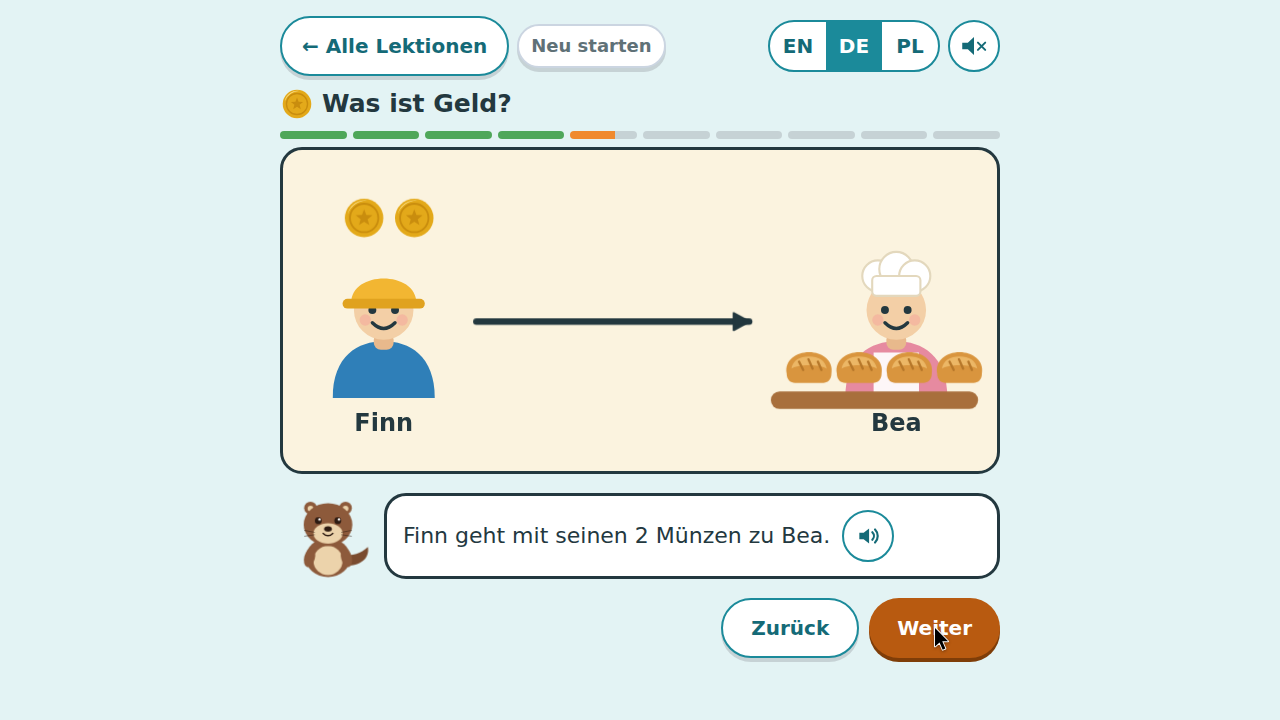 ← Alle Lektionen
Neu starten
EN DE PL
Was ist Geld?
Finn
Bea
Finn geht mit seinen 2 Münzen zu Bea.
Zurück
Weiter